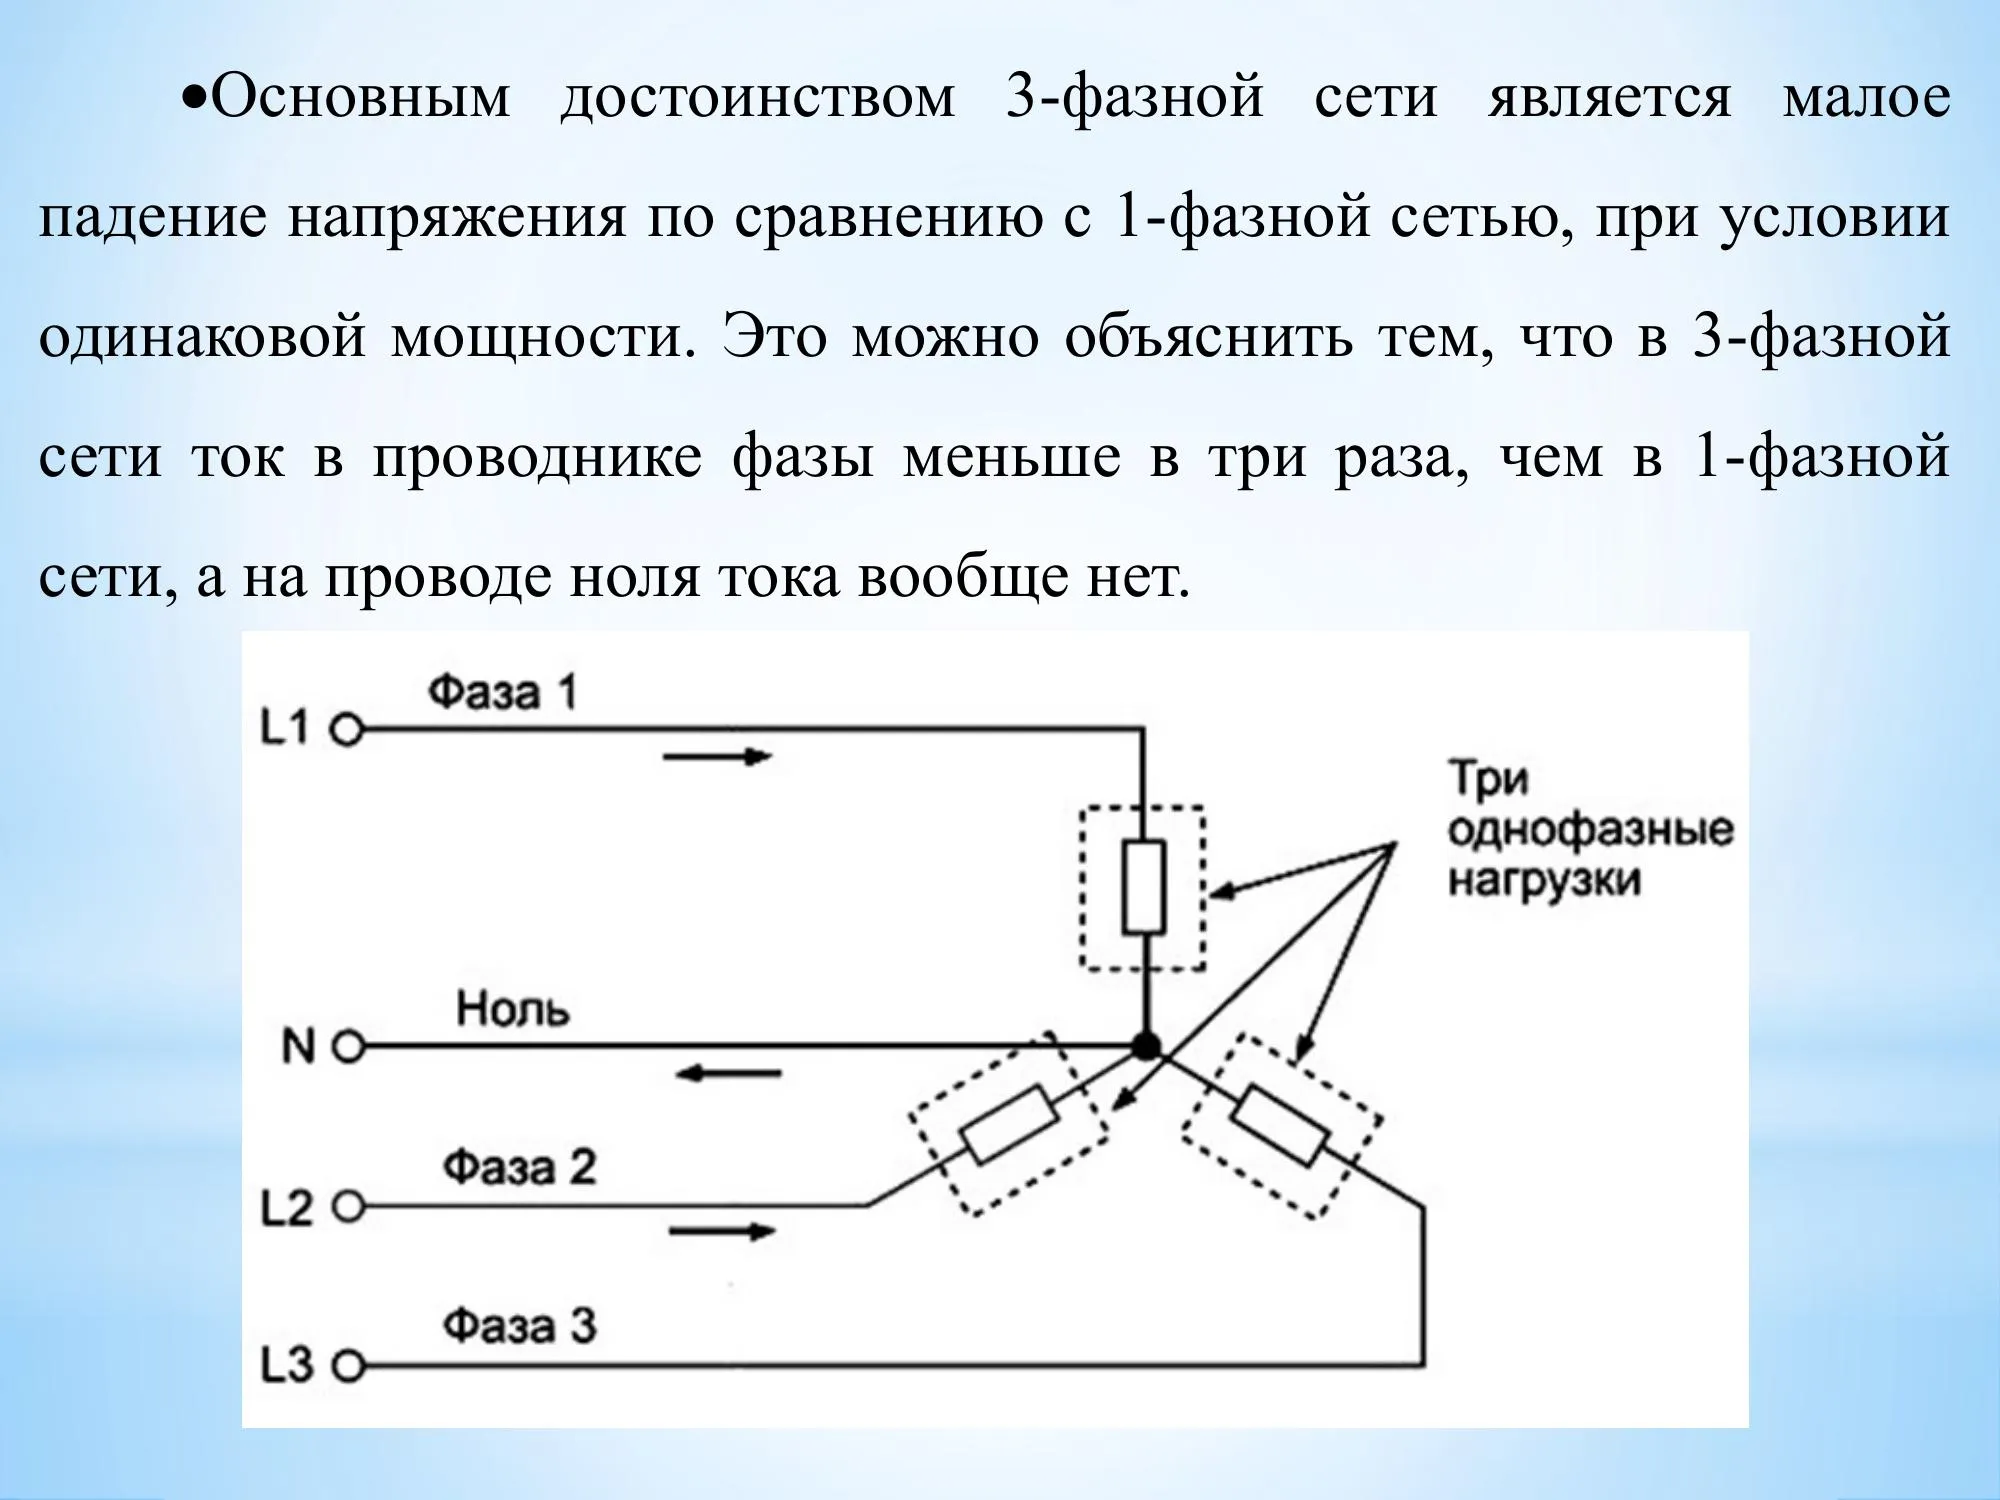 •Основным достоинством 3-фазной сети является малое
падение напряжения по сравнению с 1-фазной сетью, при условии
одинаковой мощности. Это можно объяснить тем, что в 3-фазной
сети ток в проводнике фазы меньше в три раза, чем в 1-фазной
сети, а на проводе ноля тока вообще нет.
Фаза 1
L1
Три
однофазные
нагрузки
Ноль
N
Фаза 2
L2
Фаза 3
L3